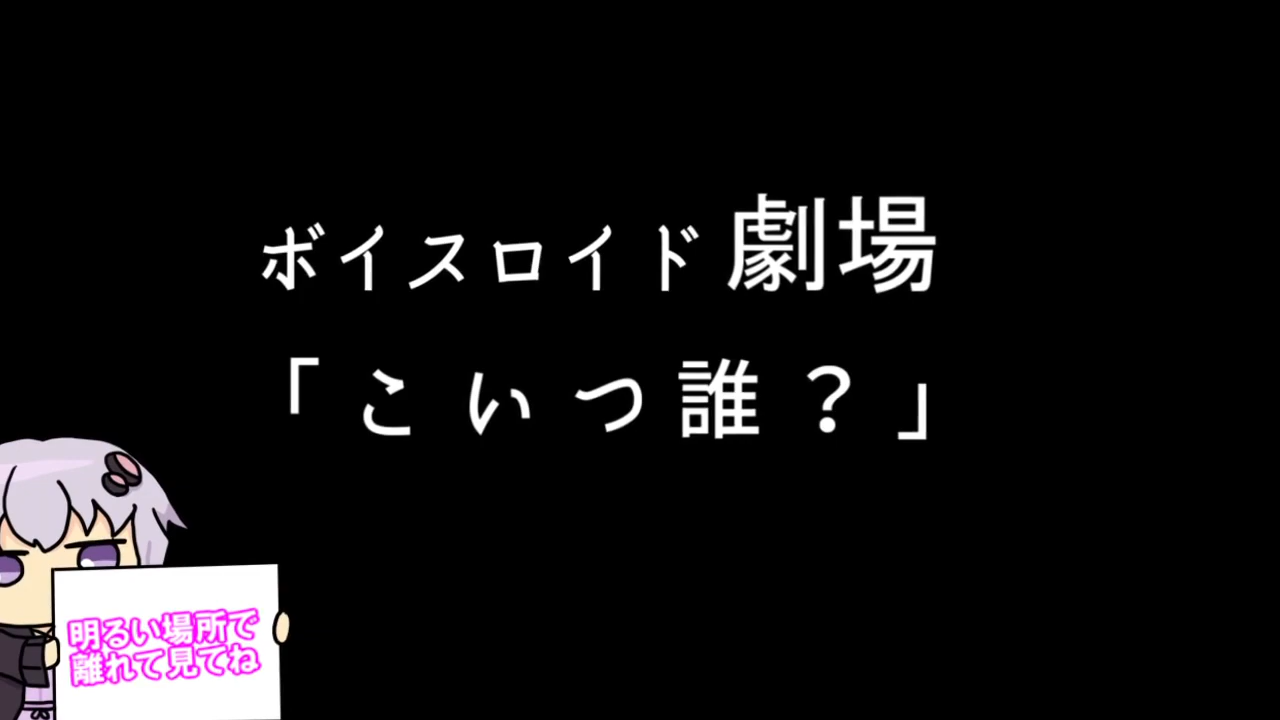 ボイスロイド劇場
「こいつ誰？」
明るい場所で
離れて見てね